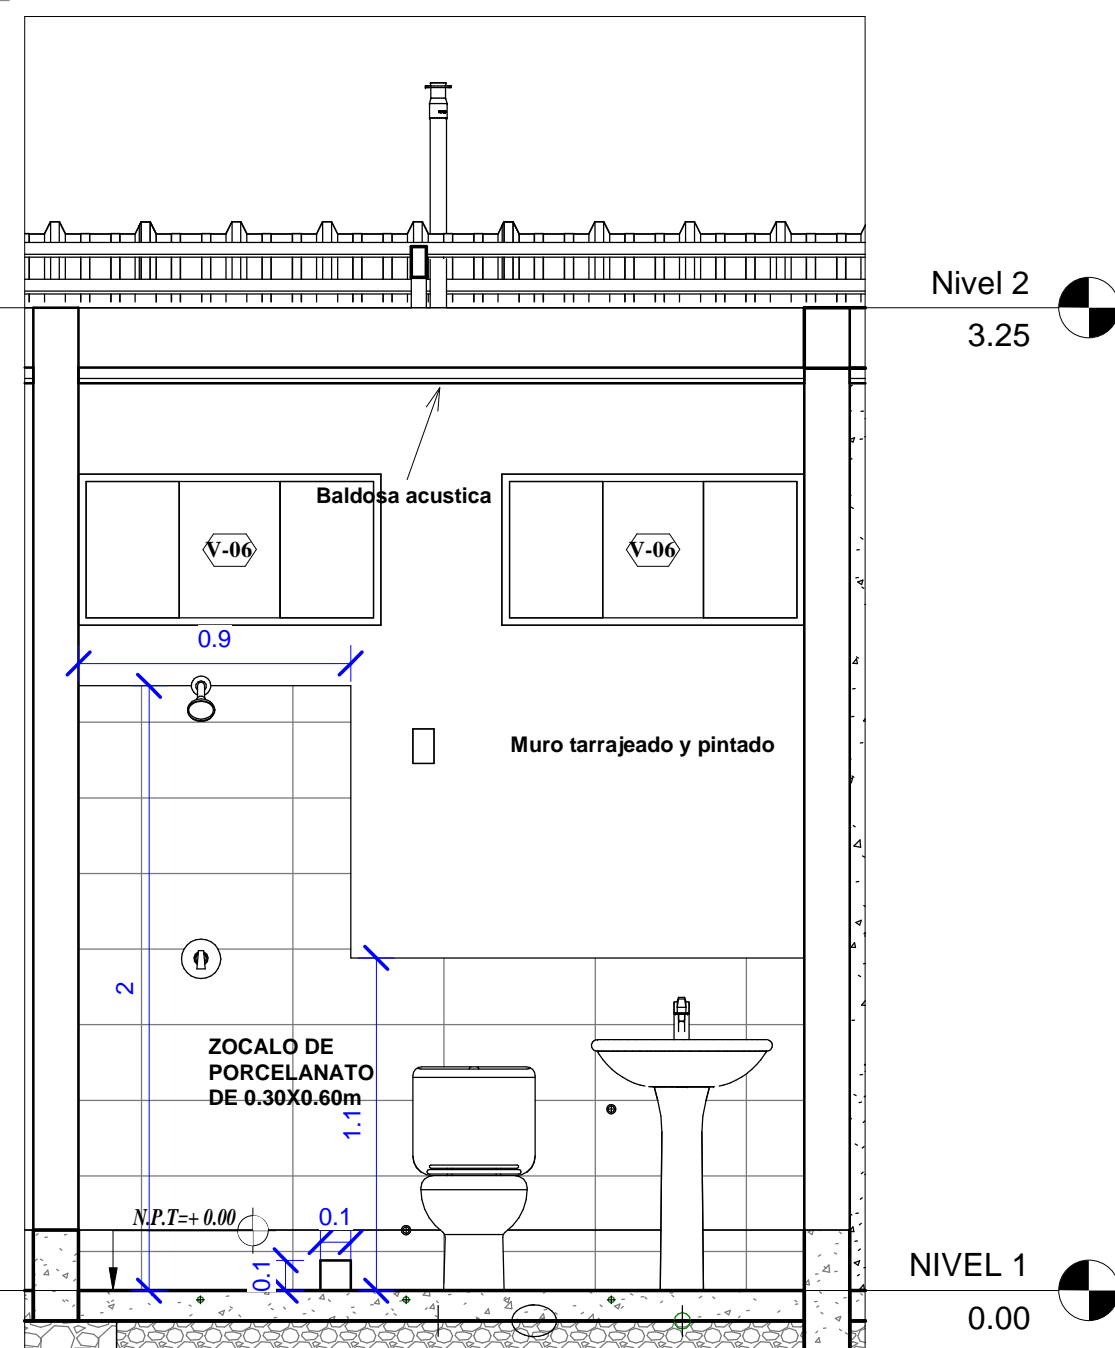 Nivel 2
3.25
Baldosa acustica
V-06
V-06
0.9
Muro tarrajeado y pintado
2
ZOCALO DE
PORCELANATO
DE 0.30X0.60m
1.1
N.P.T=+ 0.00
0.1
0.1
NIVEL 1
0.00